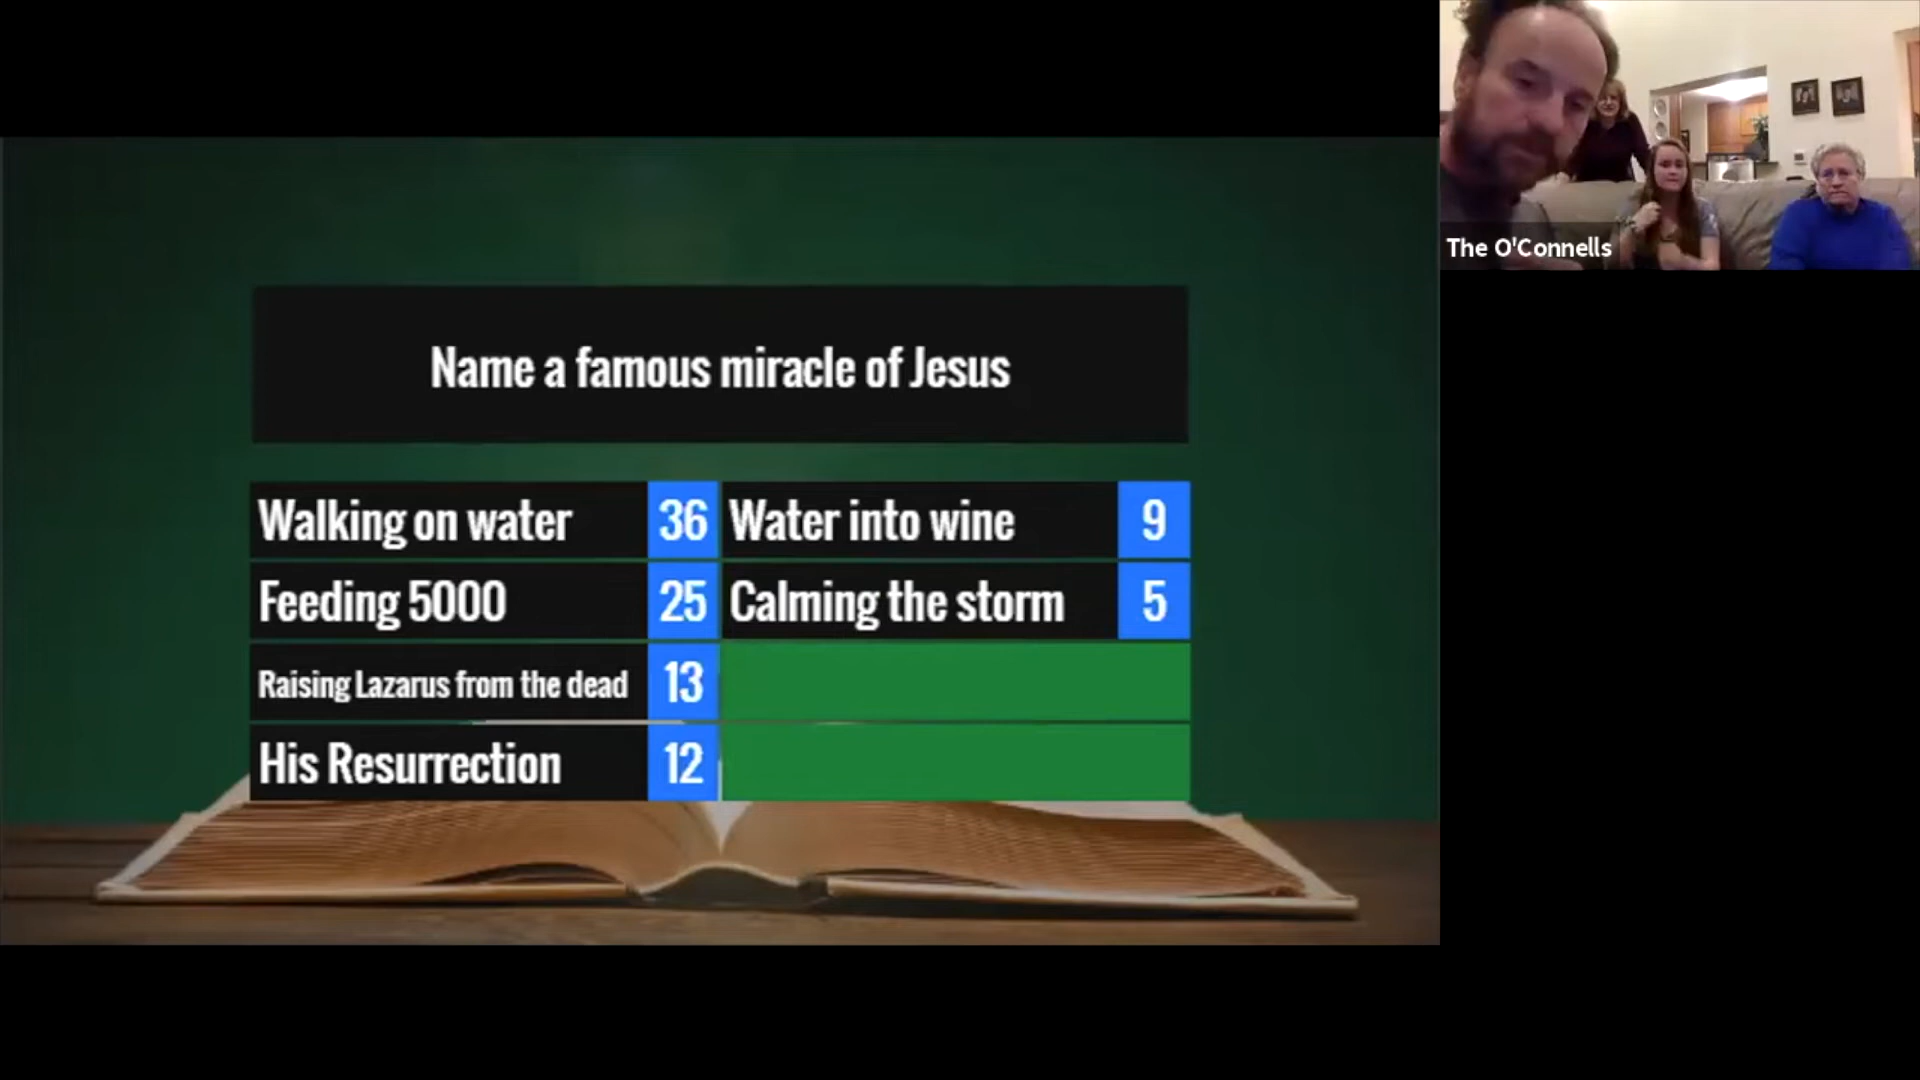 Name a famous miracle of Jesus
Walking on water 36 Water into wine 9
Feeding 5000 25 Calming the storm 5
Raising Lazarus from the dead 13
His Resurrection 12
The O'Connells